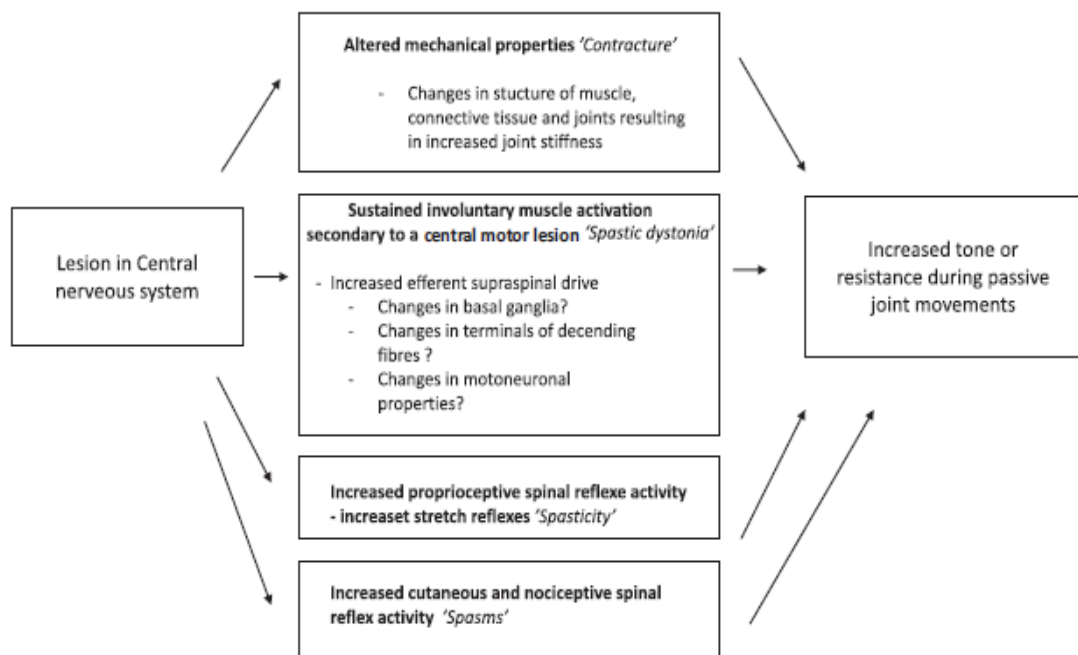 Altered mechanical properties 'Contracture'
- Changes in stucture of muscle,
connective tissue and joints resulting
in increased joint stiffness
Lesion in Central
nerveous system
Sustained involuntary muscle activation
secondary to a central motor lesion 'Spastic dystonia'
- Increased efferent supraspinal drive
- Changes in basal ganglia?
- Changes in terminals of decending
fibres ?
- Changes in motoneuronal
properties?
Increased proprioceptive spinal reflexe activity
- increaset stretch reflexes 'Spasticity'
Increased cutaneous and nociceptive spinal
reflex activity 'Spasms'
Increased tone or
resistance during passive
joint movements